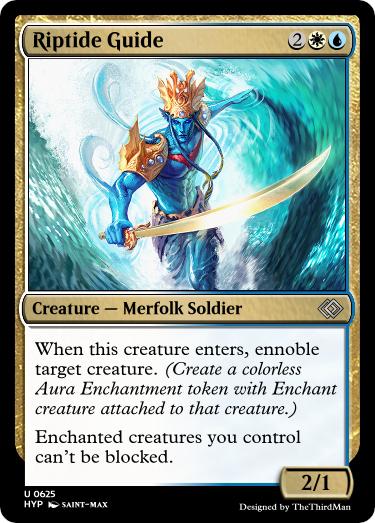 Riptide Guide 2
Creature — Merfolk Soldier
When this creature enters, ennoble
target creature. (Create a colorless
Aura Enchantment token with Enchant
creature attached to that creature.)
Enchanted creatures you control
can't be blocked.
2/1
U 0625
HYP SAINT-MAX
Designed by TheThirdMan